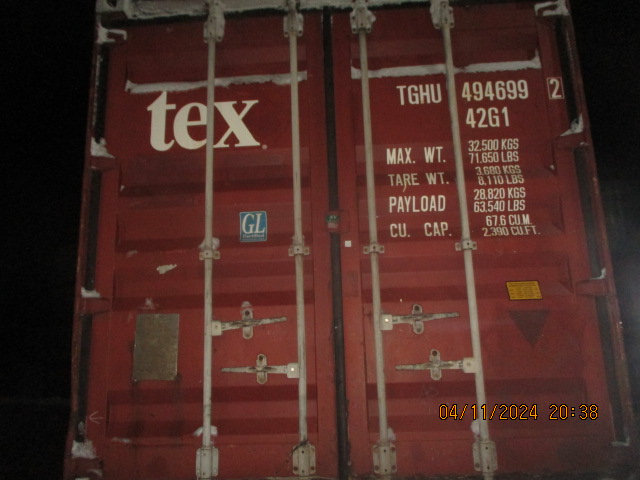 tex
TGHU 494699 2
42G1
MAX. WT. 32.500 KGS
71.650 LBS
TARE WT. 3.680 KGS
8.110 LBS
PAYLOAD 28.820 KGS
63.540 LBS
CU. CAP. 67.6 CU.M.
2.390 CU.FT.
GL
04/11/2024 20:38